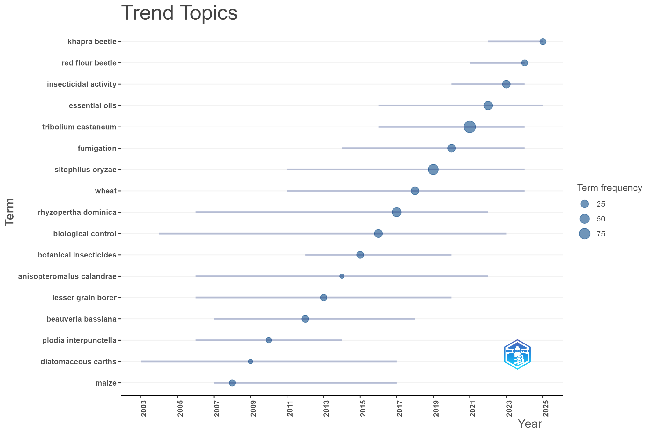 Trend Topics
khapra beetle
red flour beetle
insecticidal activity
essential oils
tribolium castaneum
fumigation
sitophilus oryzae
wheat
rhyzopertha dominica
biological control
botanical insecticides
anisopteromalus calandrae
lesser grain borer
beauveria bassiana
plodia interpunctella
diatomaceous earths
maize
Term
Term frequency
25
50
75
2003
2005
2007
2009
2011
2013
2015
2017
2019
2021
2023
2025
Year